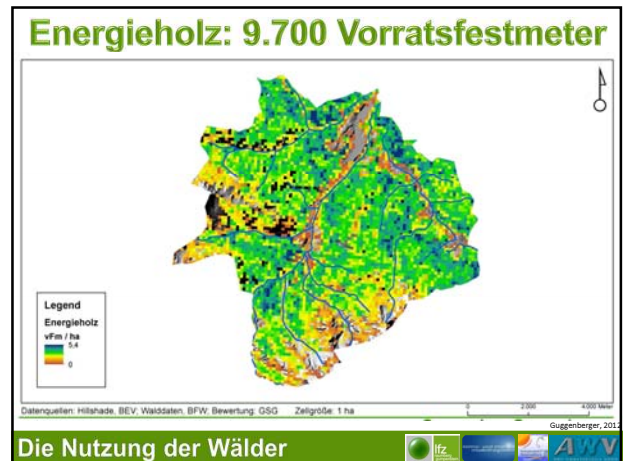 Energieholz: 9.700 Vorratsfestmeter
Legend
Energieholz
vFm / ha
5,4
0
Datenquellen: Hillshade, BEV; Walddaten, BFW; Bewertung: GSG Zellgröße: 1 ha
0 2.000 4.000 Meter
Guggenberger, 2012
Die Nutzung der Wälder
lfz
AWV